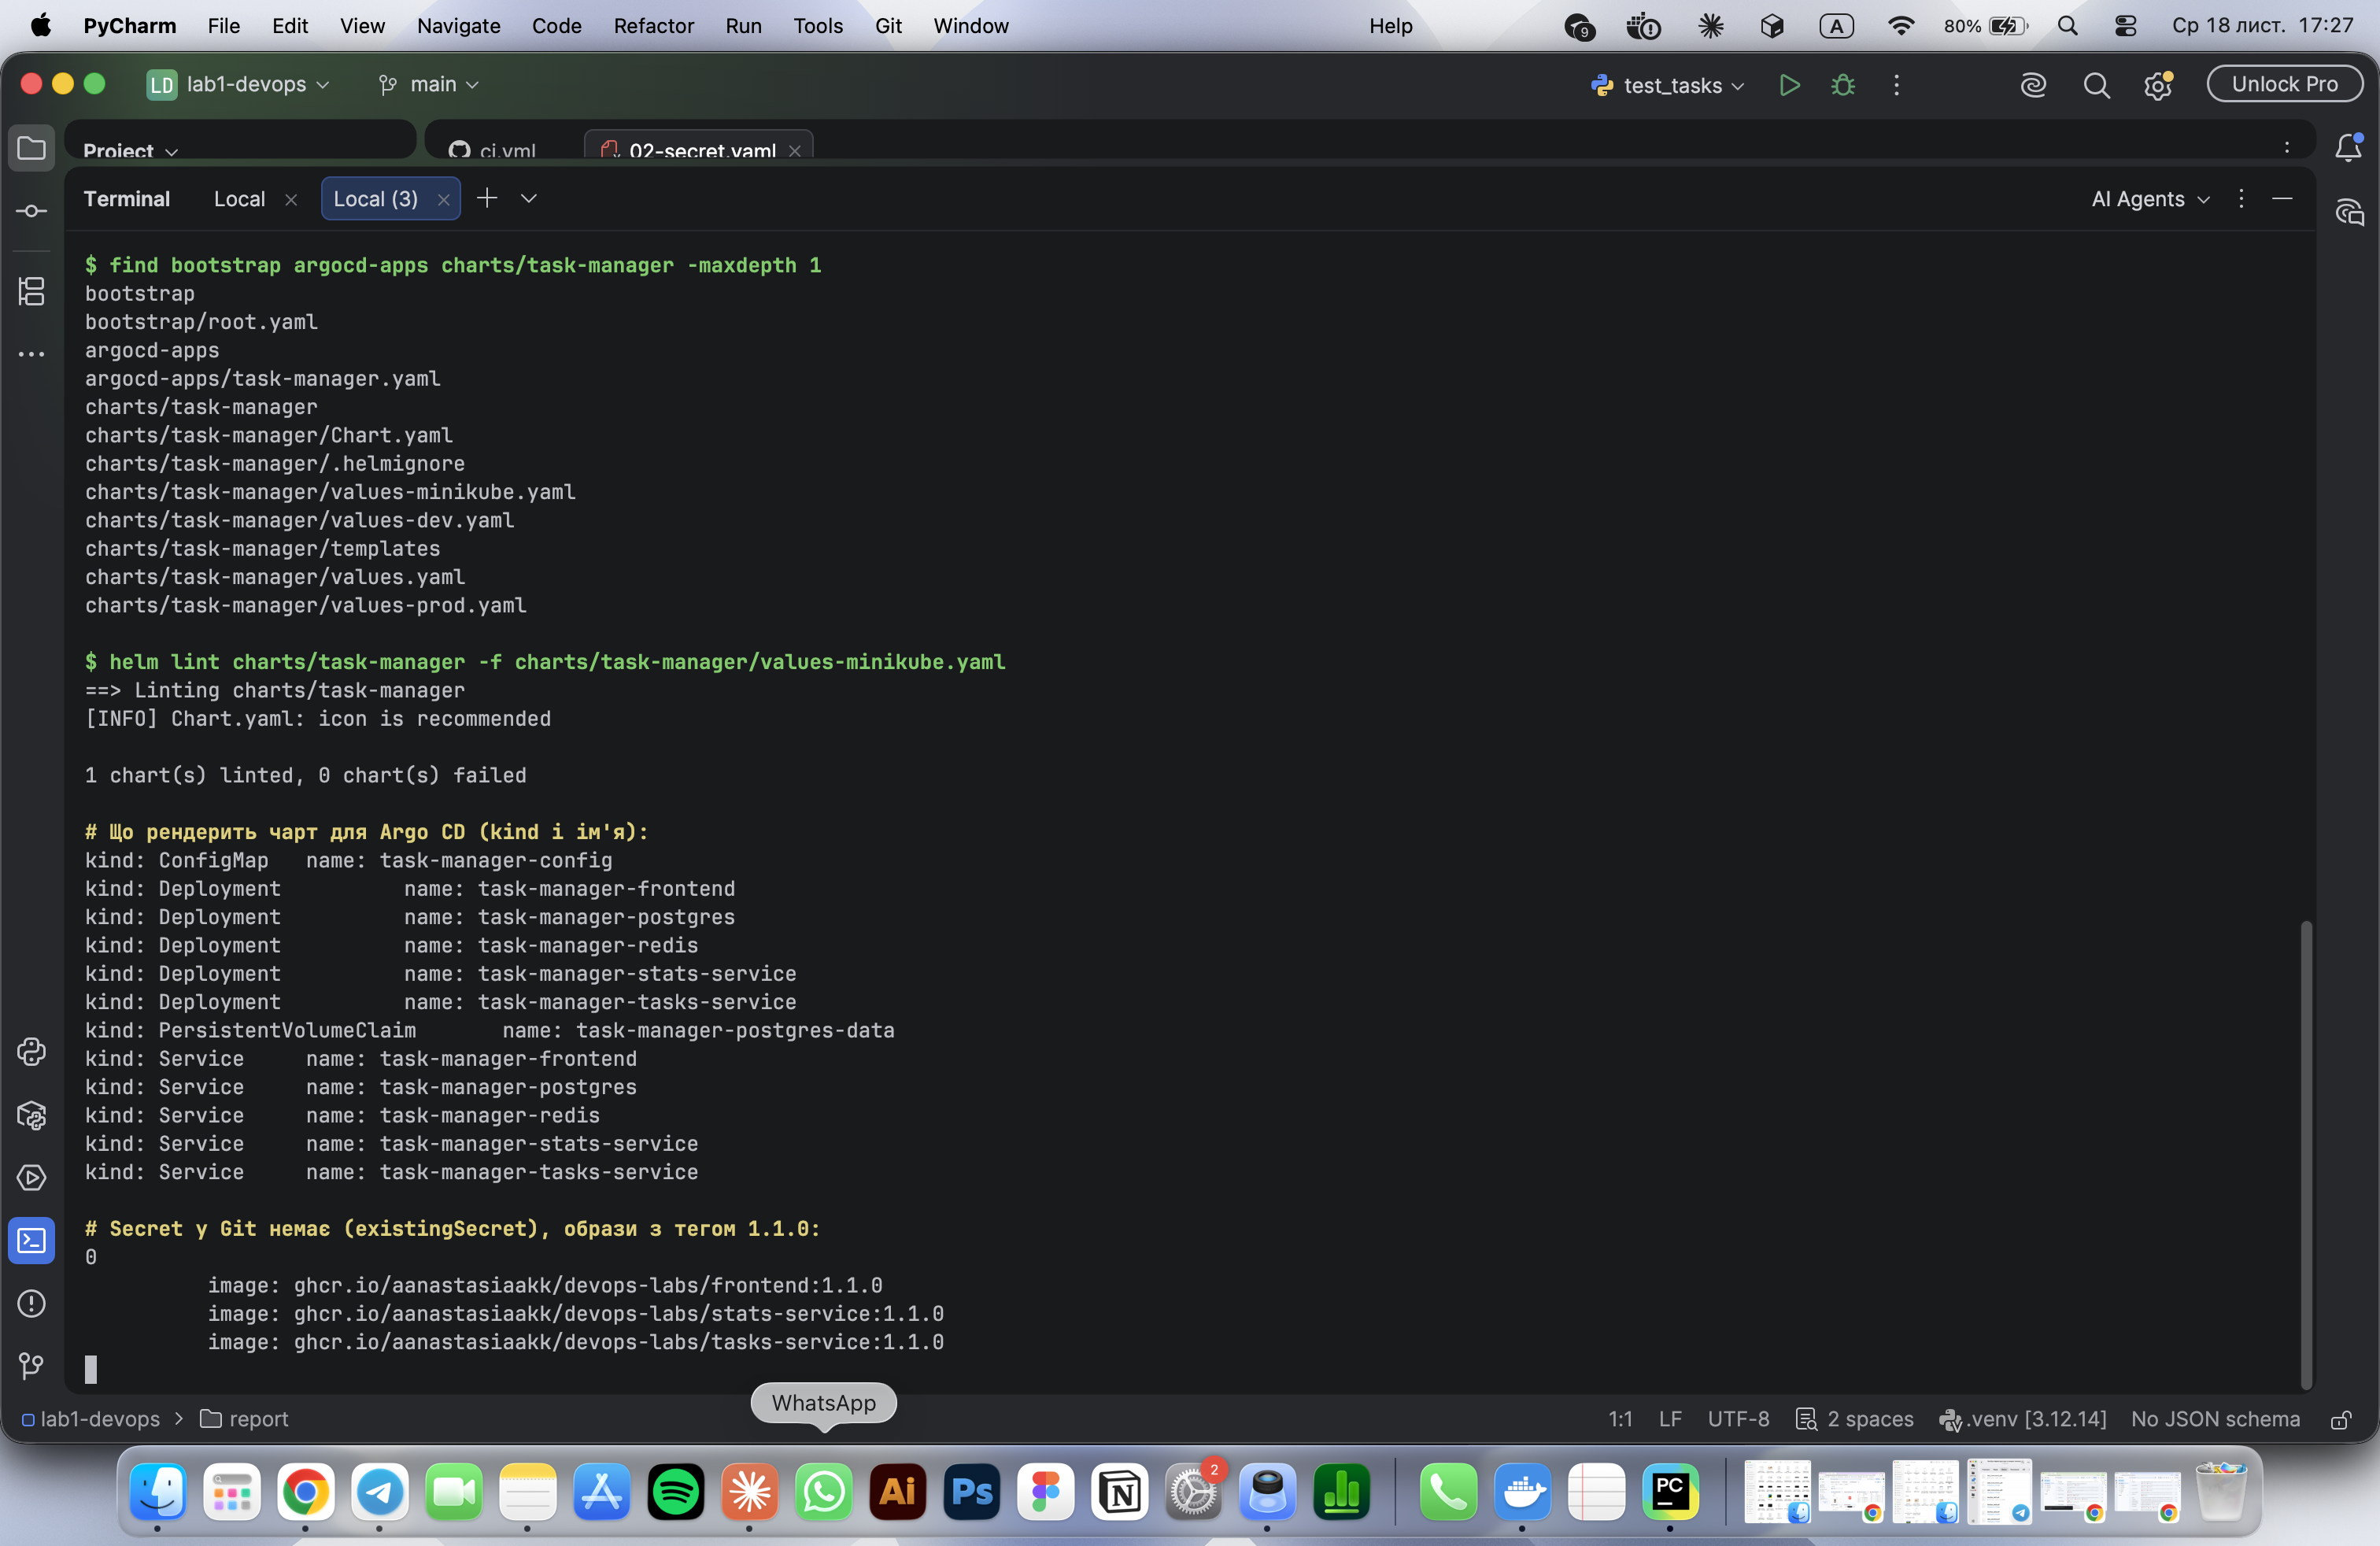 PyCharm File Edit View Navigate Code Refactor Run Tools Git Window Help 9 A 80% Ср 18 лист. 17:27
LD lab1-devops main test_tasks Unlock Pro
Project ci.yml 02-secret.yaml
Terminal Local Local (3) AI Agents
$ find bootstrap argocd-apps charts/task-manager -maxdepth 1
bootstrap
bootstrap/root.yaml
argocd-apps
argocd-apps/task-manager.yaml
charts/task-manager
charts/task-manager/Chart.yaml
charts/task-manager/.helmignore
charts/task-manager/values-minikube.yaml
charts/task-manager/values-dev.yaml
charts/task-manager/templates
charts/task-manager/values.yaml
charts/task-manager/values-prod.yaml
$ helm lint charts/task-manager -f charts/task-manager/values-minikube.yaml
==> Linting charts/task-manager
[INFO] Chart.yaml: icon is recommended
1 chart(s) linted, 0 chart(s) failed
# Що рендерить чарт для Argo CD (kind і ім'я):
kind: ConfigMap name: task-manager-config
kind: Deployment name: task-manager-frontend
kind: Deployment name: task-manager-postgres
kind: Deployment name: task-manager-redis
kind: Deployment name: task-manager-stats-service
kind: Deployment name: task-manager-tasks-service
kind: PersistentVolumeClaim name: task-manager-postgres-data
kind: Service name: task-manager-frontend
kind: Service name: task-manager-postgres
kind: Service name: task-manager-redis
kind: Service name: task-manager-stats-service
kind: Service name: task-manager-tasks-service
# Secret у Git немає (existingSecret), образи з тегом 1.1.0:
0
image: ghcr.io/aanastasiaakk/devops-labs/frontend:1.1.0
image: ghcr.io/aanastasiaakk/devops-labs/stats-service:1.1.0
image: ghcr.io/aanastasiaakk/devops-labs/tasks-service:1.1.0
WhatsApp
lab1-devops > report 1:1 LF UTF-8 2 spaces .venv [3.12.14] No JSON schema
Ai Ps 2 PC